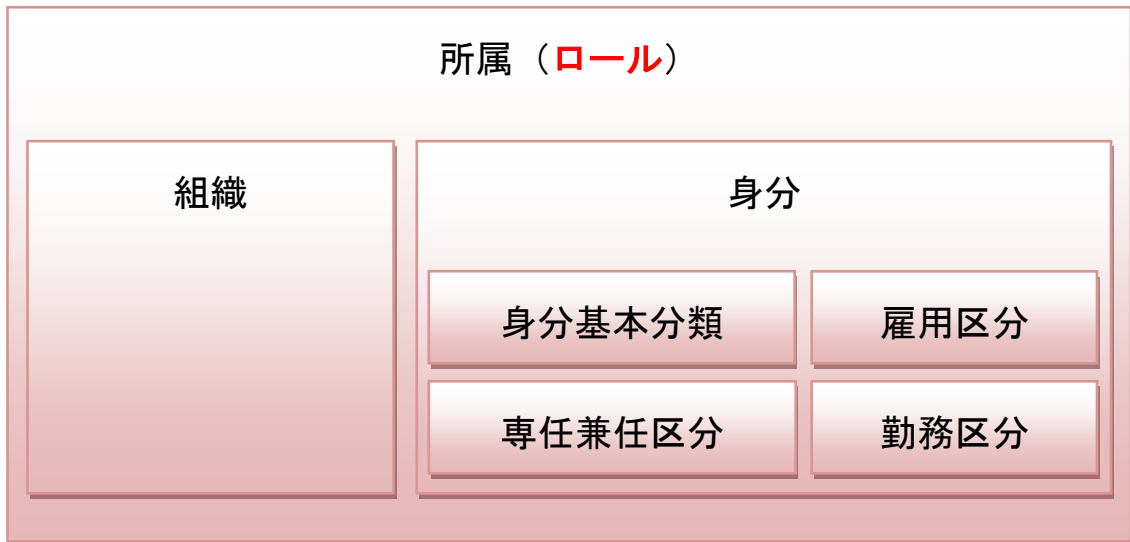 所属（ロール）
組織
身分
身分基本分類
雇用区分
専任兼任区分
勤務区分